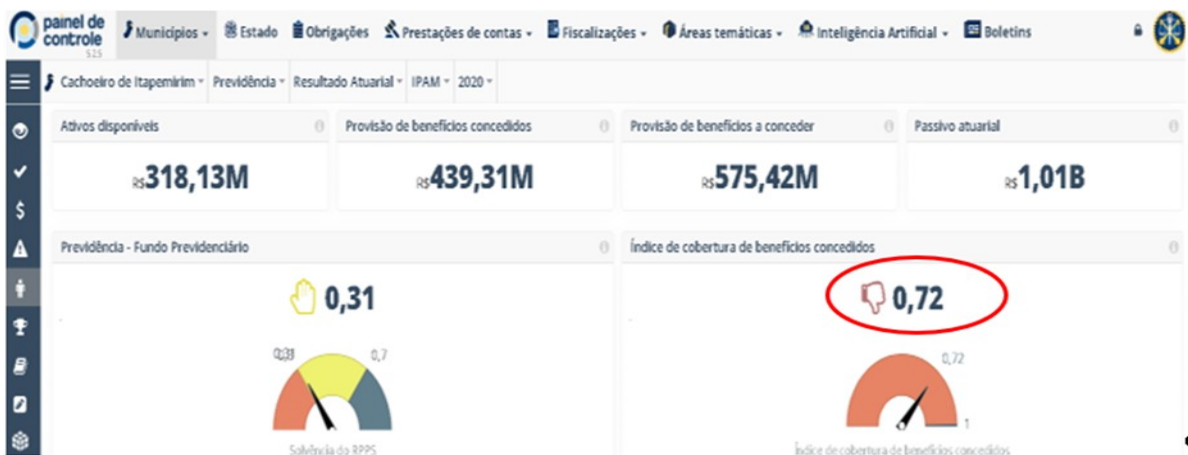 painel de
controle
Municípios
Estado
Obrigações
Prestações de contas
Fiscalizações
Áreas temáticas
Inteligência Artificial
Boletins
Cachoeiro de Itapemirim
Previdência
Resultado Atuarial
IPAM
2020
Ativos disponíveis
Provisão de benefícios concedidos
Provisão de benefícios a conceder
Passivo atuarial
R$318,13M
R$439,31M
R$575,42M
R$1,01B
Previdência - Fundo Previdenciário
Índice de cobertura de benefícios concedidos
0,31
0,72
0,7
0,72
1
Solvência do RPPS
Índice de cobertura de benefícios concedidos